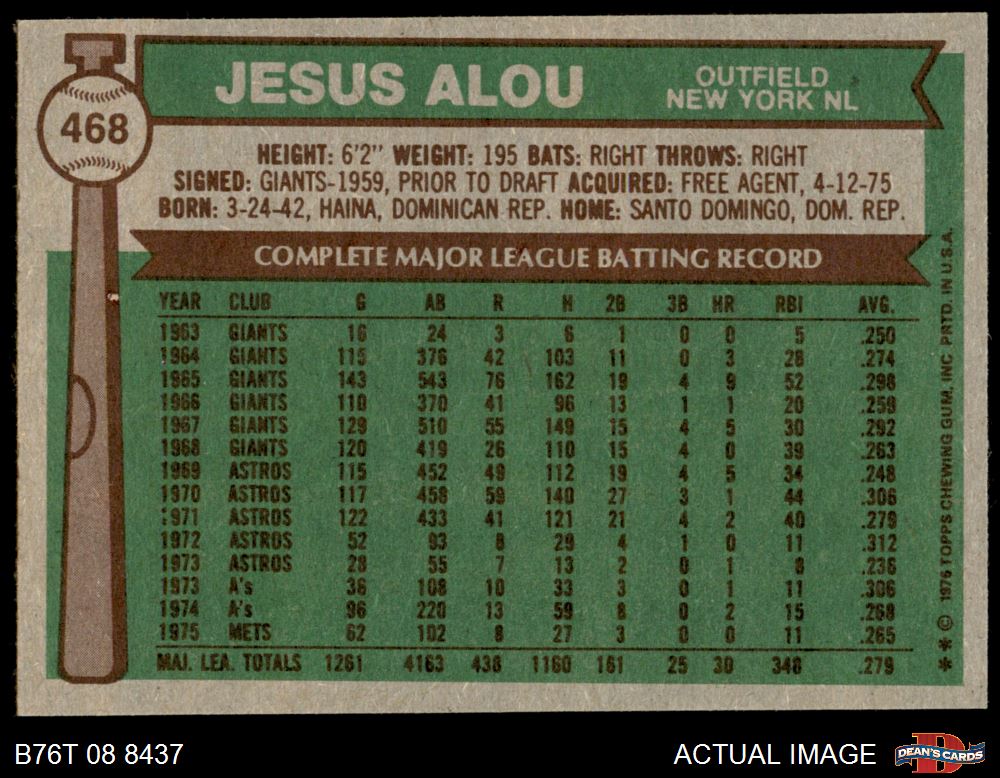 468
JESUS ALOU
OUTFIELD
NEW YORK NL
HEIGHT: 6'2" WEIGHT: 195 BATS: RIGHT THROWS: RIGHT
SIGNED: GIANTS-1959, PRIOR TO DRAFT ACQUIRED: FREE AGENT, 4-12-75
BORN: 3-24-42, HAINA, DOMINICAN REP. HOME: SANTO DOMINGO, DOM. REP.
COMPLETE MAJOR LEAGUE BATTING RECORD
YEAR CLUB G AB R H 2B 3B HR RBI AVG.
1963 GIANTS 16 24 3 6 1 0 0 5 .250
1964 GIANTS 115 376 42 103 11 0 3 28 .274
1965 GIANTS 143 543 76 162 19 4 9 52 .298
1966 GIANTS 110 370 41 96 13 1 1 20 .259
1967 GIANTS 129 510 55 149 15 4 5 30 .292
1968 GIANTS 120 419 26 110 15 4 0 39 .263
1969 ASTROS 115 452 49 112 19 4 5 34 .248
1970 ASTROS 117 458 59 140 27 3 1 44 .306
1971 ASTROS 122 433 41 121 21 4 2 40 .279
1972 ASTROS 52 93 8 29 4 1 0 11 .312
1973 ASTROS 28 55 7 13 2 0 1 8 .236
1973 A's 36 108 10 33 3 0 1 11 .306
1974 A's 96 220 13 59 8 0 2 15 .268
1975 METS 62 102 8 27 3 0 0 11 .265
MAJ. LEA. TOTALS 1261 4163 436 1160 161 25 30 348 .279
** © 1976 TOPPS CHEWING GUM, INC. PRTD. IN U.S.A.
B76T 08 8437
ACTUAL IMAGE
DEAN'S CARDS